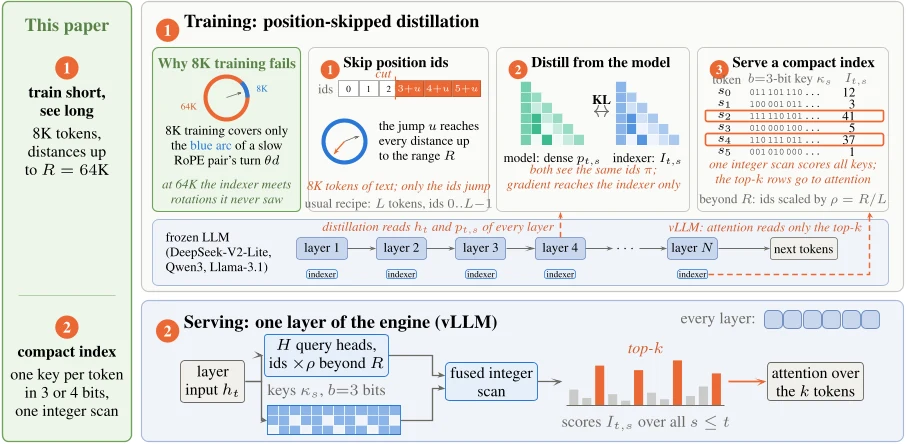 This paper
1
train short,
see long
8K tokens,
distances up
to R = 64K
2
compact index
one key per token
in 3 or 4 bits,
one integer scan
1 Training: position-skipped distillation
Why 8K training fails
8K
64K
8K training covers only
the blue arc of a slow
RoPE pair's turn θd
at 64K the indexer meets
rotations it never saw
1 Skip position ids
cut
ids 0 1 2 3+u 4+u 5+u
the jump u reaches
every distance up
to the range R
8K tokens of text; only the ids jump
usual recipe: L tokens, ids 0..L−1
2 Distill from the model
KL
model: dense p_{t,s} indexer: I_{t,s}
both see the same ids π;
gradient reaches the indexer only
3 Serve a compact index
token b=3-bit key κ_s I_{t,s}
s_0 011 101 110 ... 12
s_1 100 001 011 ... 3
s_2 111 110 101 ... 41
s_3 010 000 100 ... 5
s_4 110 111 011 ... 37
s_5 001 010 000 ... 1
one integer scan scores all keys;
the top-k rows go to attention
beyond R: ids scaled by ρ = R/L
distillation reads h_t and p_{t,s} of every layer
vLLM: attention reads only the top-k
frozen LLM
(DeepSeek-V2-Lite,
Qwen3, Llama-3.1)
layer 1 layer 2 layer 3 layer 4 · · · layer N next tokens
indexer indexer indexer indexer indexer
2 Serving: one layer of the engine (vLLM)
every layer:
layer
input h_t
H query heads,
ids ×ρ beyond R
keys κ_s, b=3 bits
fused integer
scan
top-k
scores I_{t,s} over all s ≤ t
attention over
the k tokens